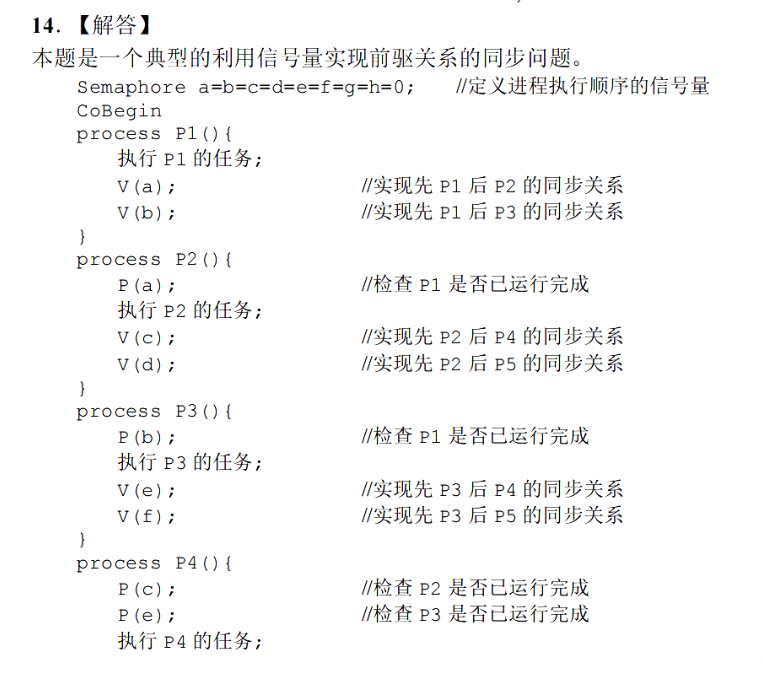 14. 【解答】
本题是一个典型的利用信号量实现前驱关系的同步问题。
Semaphore a=b=c=d=e=f=g=h=0; //定义进程执行顺序的信号量
CoBegin
process P1(){
执行 P1 的任务;
V(a); //实现先 P1 后 P2 的同步关系
V(b); //实现先 P1 后 P3 的同步关系
}
process P2(){
P(a); //检查 P1 是否已运行完成
执行 P2 的任务;
V(c); //实现先 P2 后 P4 的同步关系
V(d); //实现先 P2 后 P5 的同步关系
}
process P3(){
P(b); //检查 P1 是否已运行完成
执行 P3 的任务;
V(e); //实现先 P3 后 P4 的同步关系
V(f); //实现先 P3 后 P5 的同步关系
}
process P4(){
P(c); //检查 P2 是否已运行完成
P(e); //检查 P3 是否已运行完成
执行 P4 的任务;